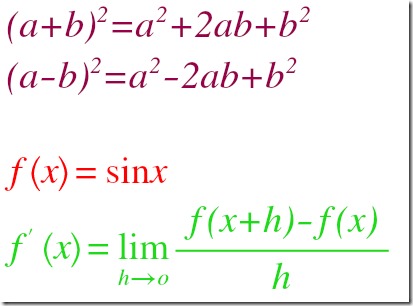 (a+b)²=a²+2ab+b²
(a-b)²=a²-2ab+b²
f(x)=sinx
f′(x)=lim h→o f(x+h)-f(x) / h